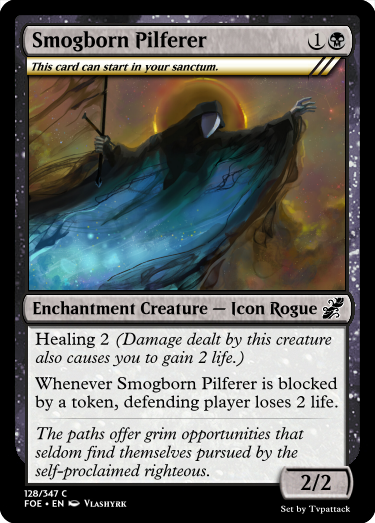 Smogborn Pilferer 1
This card can start in your sanctum.
Enchantment Creature — Icon Rogue
Healing 2 (Damage dealt by this creature
also causes you to gain 2 life.)
Whenever Smogborn Pilferer is blocked
by a token, defending player loses 2 life.
The paths offer grim opportunities that
seldom find themselves pursued by the
self-proclaimed righteous.
2/2
128/347 C
FOE • EN Vlashyrk
Set by Tvpattack